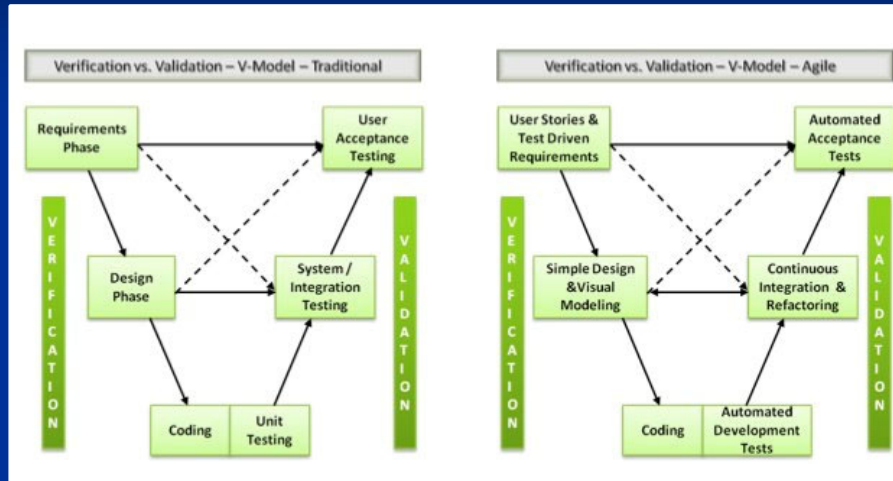 Verification vs. Validation – V-Model – Traditional
Requirements
Phase
User
Acceptance
Testing
VERIFICATION
Design
Phase
System /
Integration
Testing
VALIDATION
Coding
Unit
Testing
Verification vs. Validation – V-Model – Agile
User Stories &
Test Driven
Requirements
Automated
Acceptance
Tests
VERIFICATION
Simple Design
&Visual
Modeling
Continuous
Integration &
Refactoring
VALIDATION
Coding
Automated
Development
Tests